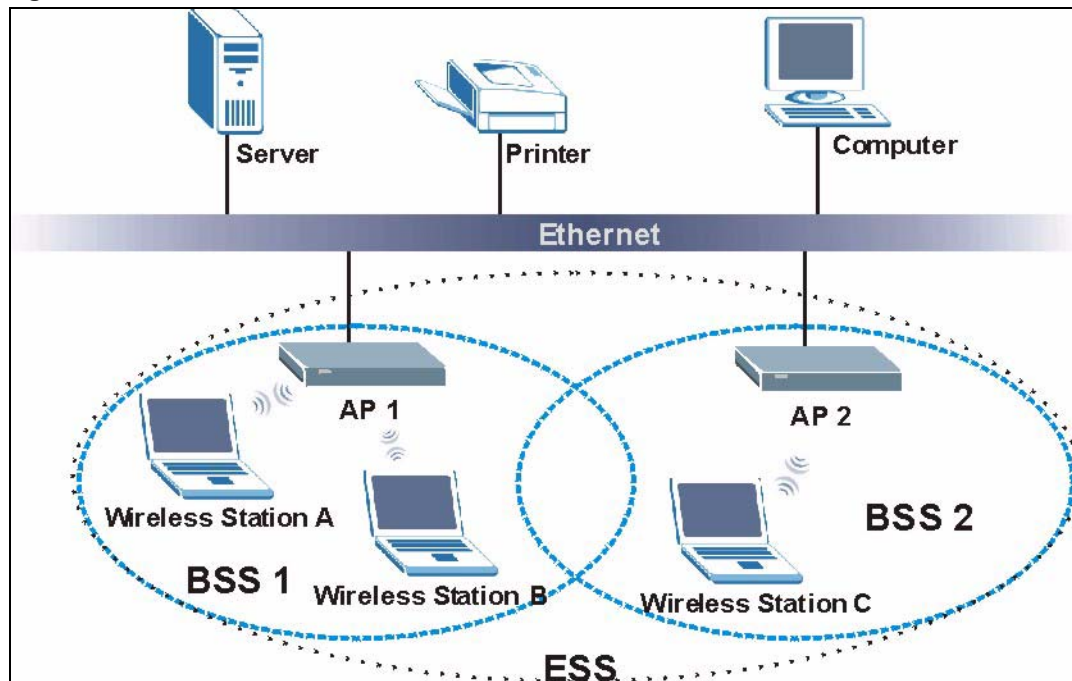 Server
Printer
Computer
Ethernet
AP 1
AP 2
Wireless Station A
BSS 2
BSS 1
Wireless Station B
Wireless Station C
ESS